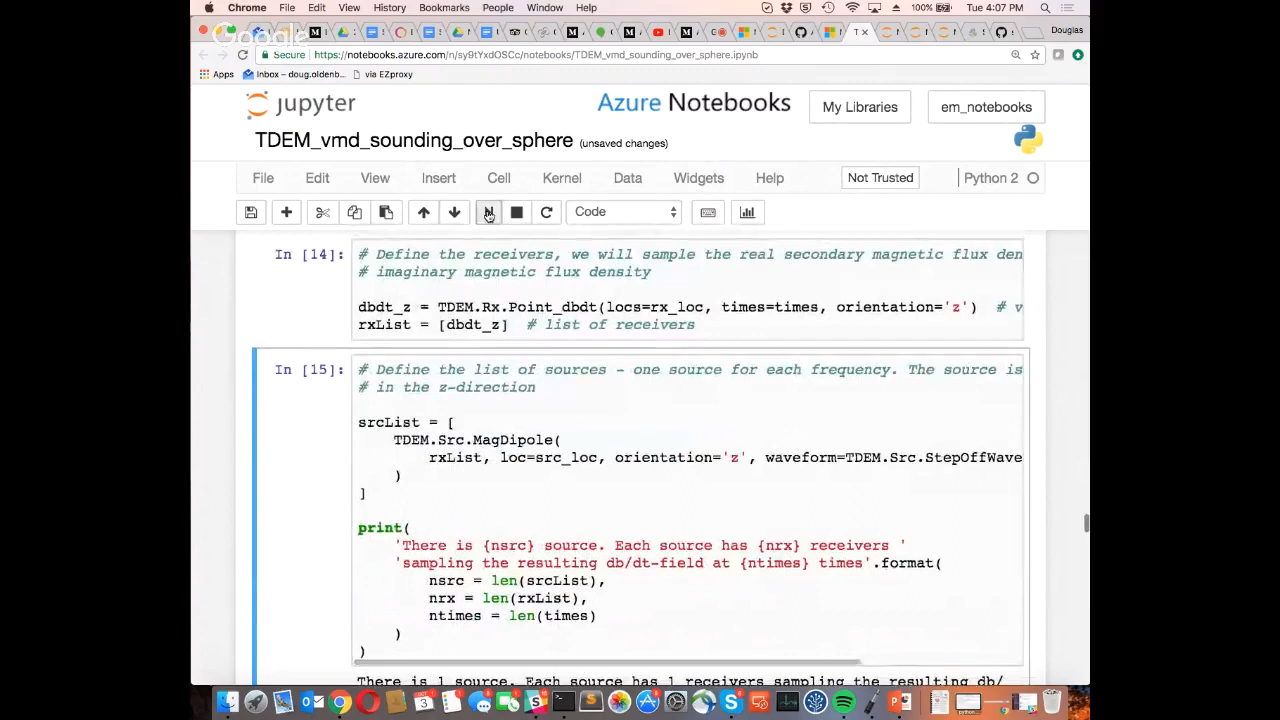 Chrome File Edit View History Bookmarks People Window Help 100% Tue 4:07 PM
Google
Douglas
Secure https://notebooks.azure.com/n/sy9tYxdOSCc/notebooks/TDEM_vmd_sounding_over_sphere.ipynb
Apps Inbox – doug.oldenb... via EZproxy
jupyter Azure Notebooks My Libraries em_notebooks
TDEM_vmd_sounding_over_sphere (unsaved changes)
File Edit View Insert Cell Kernel Data Widgets Help Not Trusted Python 2
Code
In [14]: # Define the receivers, we will sample the real secondary magnetic flux den
# imaginary magnetic flux density
dbdt_z = TDEM.Rx.Point_dbdt(locs=rx_loc, times=times, orientation='z') # v
rxList = [dbdt_z] # list of receivers
In [15]: # Define the list of sources - one source for each frequency. The source is
# in the z-direction
srcList = [
TDEM.Src.MagDipole(
rxList, loc=src_loc, orientation='z', waveform=TDEM.Src.StepOffWave
)
]
print(
'There is {nsrc} source. Each source has {nrx} receivers '
'sampling the resulting db/dt-field at {ntimes} times'.format(
nsrc = len(srcList),
nrx = len(rxList),
ntimes = len(times)
)
)
There is 1 source. Each source has 1 receivers sampling the resulting db/